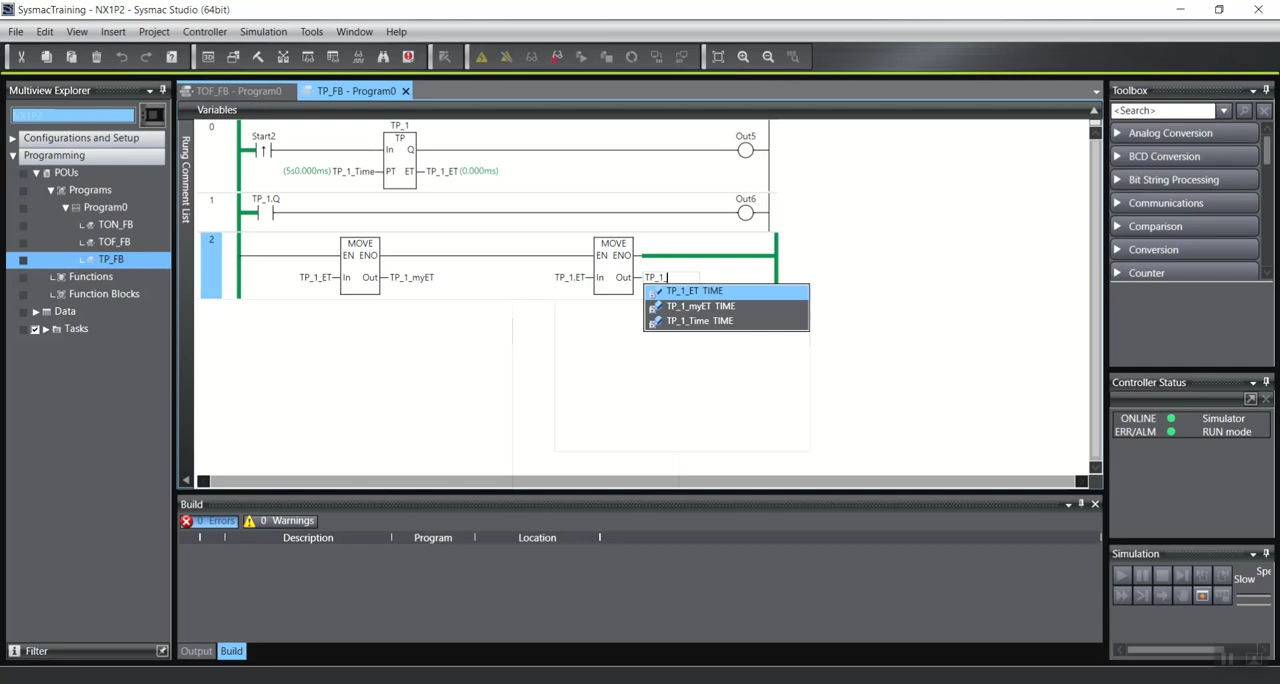 SysmacTraining - NX1P2 - Sysmac Studio (64bit)
File Edit View Insert Project Controller Simulation Tools Window Help
Multiview Explorer
NX1P2
Configurations and Setup
Programming
POUs
Programs
Program0
TON_FB
TOF_FB
TP_FB
Functions
Function Blocks
Data
Tasks
Filter
TOF_FB - Program0 TP_FB - Program0
Variables
Rung Comment List
0
Start2
TP_1
TP
In Q
Out5
(5s0.000ms) TP_1_Time PT ET TP_1_ET (0.000ms)
1
TP_1.Q
Out6
2
MOVE MOVE
EN ENO EN ENO
TP_1_ET In Out TP_1_myET TP_1.ET In Out TP_1_
TP_1_ET TIME
TP_1_myET TIME
TP_1_Time TIME
Build
0 Errors 0 Warnings
! Description Program Location
Output Build
Toolbox
<Search>
Analog Conversion
BCD Conversion
Bit String Processing
Communications
Comparison
Conversion
Counter
Controller Status
ONLINE Simulator
ERR/ALM RUN mode
Simulation
Spe
Slow